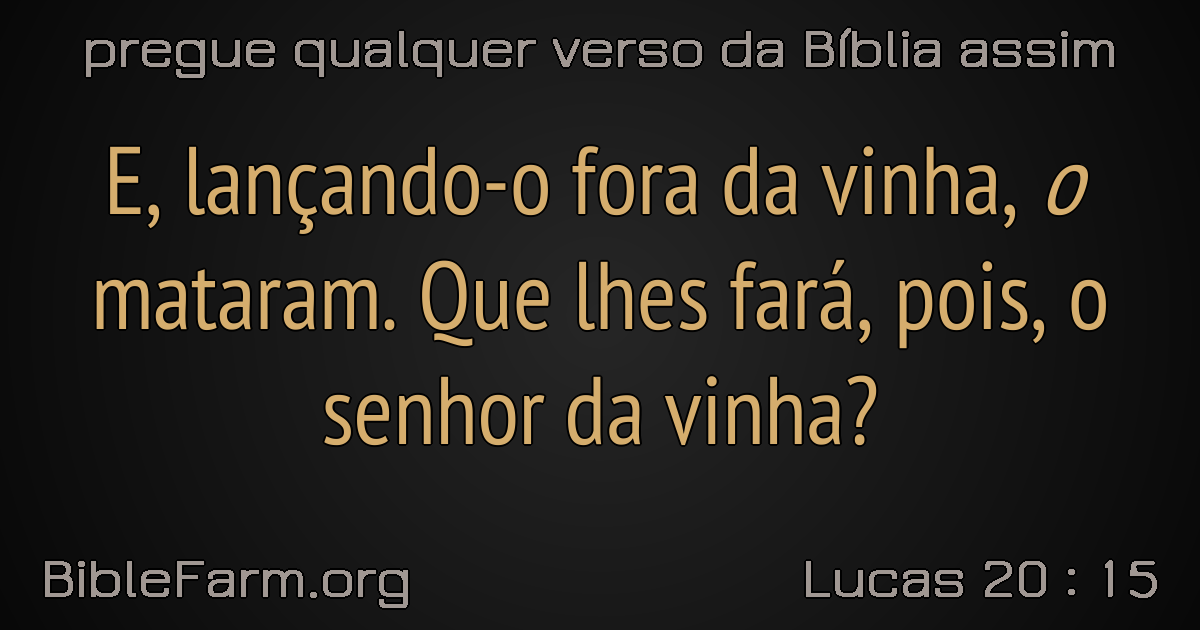 pregue qualquer verso da Bíblia assim
E, lançando-o fora da vinha, o
mataram. Que lhes fará, pois, o
senhor da vinha?
BibleFarm.org
Lucas 20 : 15